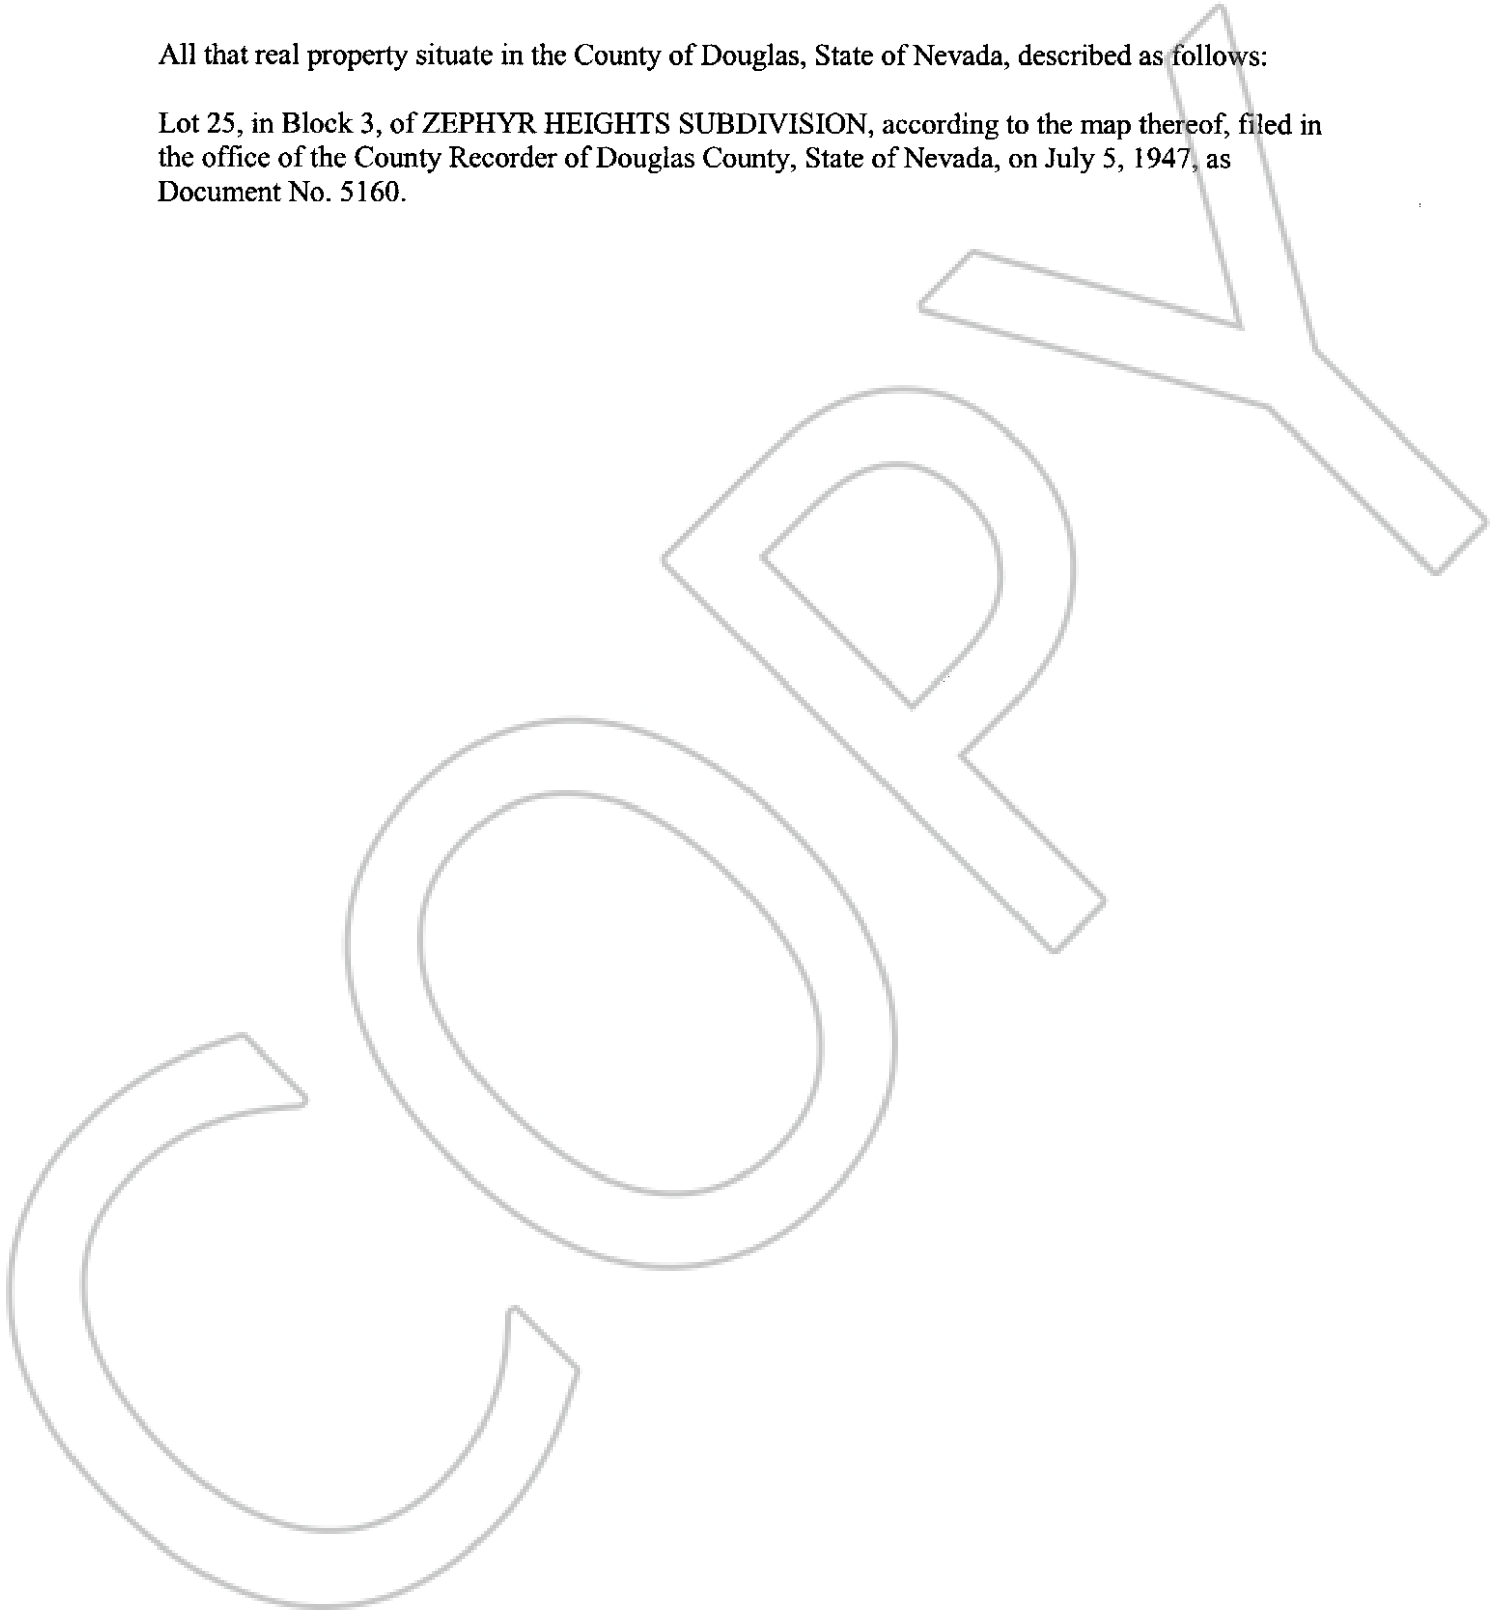 All that real property situate in the County of Douglas, State of Nevada, described as follows:
Lot 25, in Block 3, of ZEPHYR HEIGHTS SUBDIVISION, according to the map thereof, filed in
the office of the County Recorder of Douglas County, State of Nevada, on July 5, 1947, as
Document No. 5160.
COPY